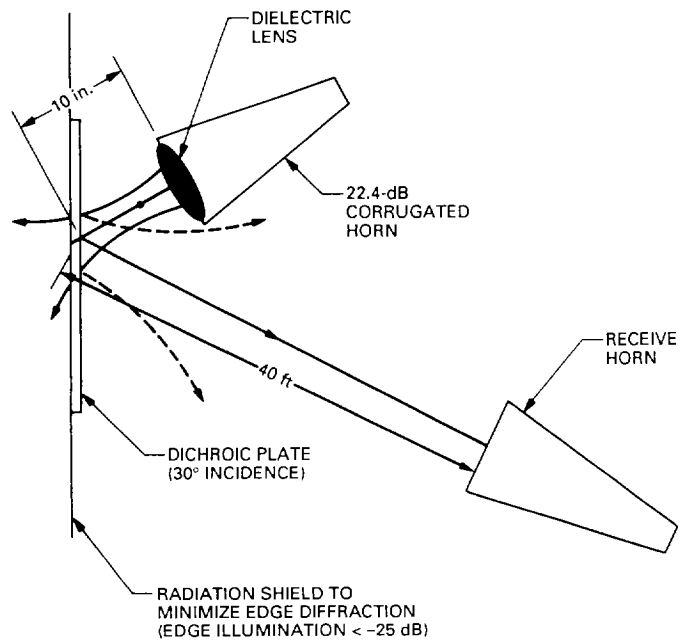 DIELECTRIC
LENS
10 in.
22.4-dB
CORRUGATED
HORN
RECEIVE
HORN
40 ft
DICHROIC PLATE
(30° INCIDENCE)
RADIATION SHIELD TO
MINIMIZE EDGE DIFFRACTION
(EDGE ILLUMINATION < -25 dB)